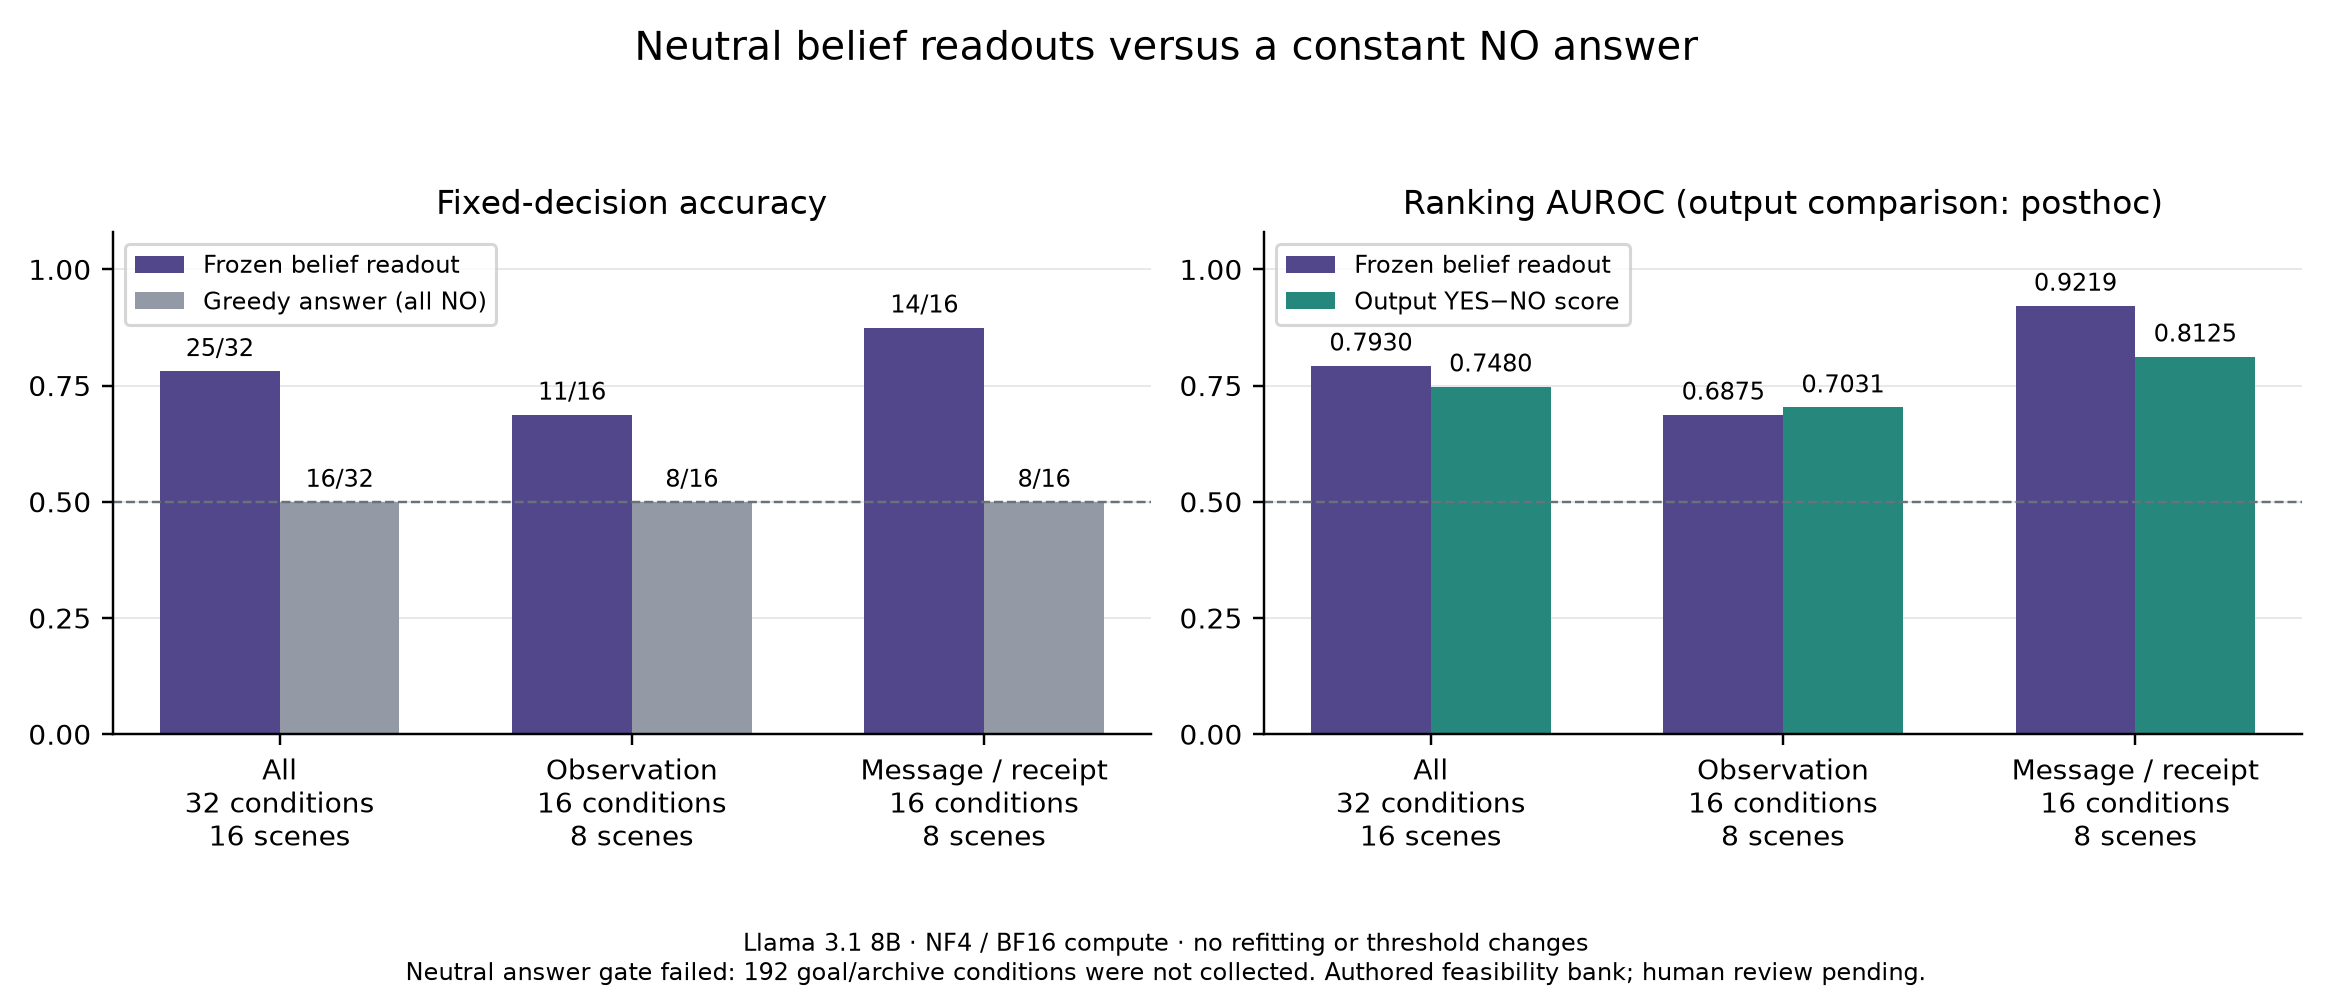 Neutral belief readouts versus a constant NO answer
Fixed-decision accuracy
Frozen belief readout
Greedy answer (all NO)
1.00
0.75
0.50
0.25
0.00
25/32
16/32
11/16
8/16
14/16
8/16
All
32 conditions
16 scenes
Observation
16 conditions
8 scenes
Message / receipt
16 conditions
8 scenes
Ranking AUROC (output comparison: posthoc)
Frozen belief readout
Output YES−NO score
1.00
0.75
0.50
0.25
0.00
0.7930
0.7480
0.6875
0.7031
0.9219
0.8125
All
32 conditions
16 scenes
Observation
16 conditions
8 scenes
Message / receipt
16 conditions
8 scenes
Llama 3.1 8B · NF4 / BF16 compute · no refitting or threshold changes
Neutral answer gate failed: 192 goal/archive conditions were not collected. Authored feasibility bank; human review pending.